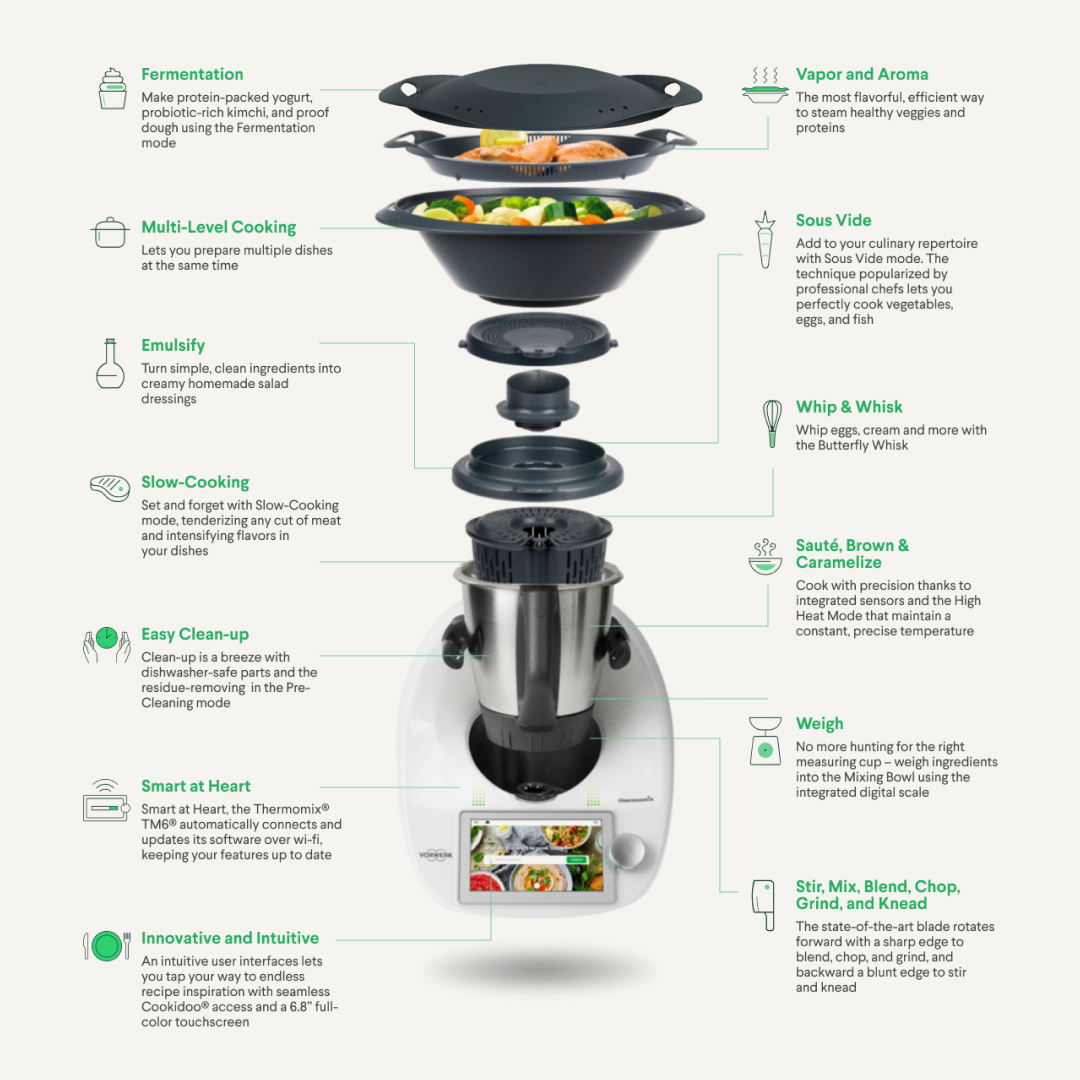 Fermentation
Make protein-packed yogurt,
probiotic-rich kimchi, and proof
dough using the Fermentation
mode
Multi-Level Cooking
Lets you prepare multiple dishes
at the same time
Emulsify
Turn simple, clean ingredients into
creamy homemade salad
dressings
Slow-Cooking
Set and forget with Slow-Cooking
mode, tenderizing any cut of meat
and intensifying flavors in
your dishes
Easy Clean-up
Clean-up is a breeze with
dishwasher-safe parts and the
residue-removing in the Pre-
Cleaning mode
Smart at Heart
Smart at Heart, the Thermomix®
TM6® automatically connects and
updates its software over wi-fi,
keeping your features up to date
Innovative and Intuitive
An intuitive user interfaces lets
you tap your way to endless
recipe inspiration with seamless
Cookidoo® access and a 6.8” full-
color touchscreen
thermomix
VORWERK
Vapor and Aroma
The most flavorful, efficient way
to steam healthy veggies and
proteins
Sous Vide
Add to your culinary repertoire
with Sous Vide mode. The
technique popularized by
professional chefs lets you
perfectly cook vegetables,
eggs, and fish
Whip & Whisk
Whip eggs, cream and more with
the Butterfly Whisk
Sauté, Brown &
Caramelize
Cook with precision thanks to
integrated sensors and the High
Heat Mode that maintain a
constant, precise temperature
Weigh
No more hunting for the right
measuring cup – weigh ingredients
into the Mixing Bowl using the
integrated digital scale
Stir, Mix, Blend, Chop,
Grind, and Knead
The state-of-the-art blade rotates
forward with a sharp edge to
blend, chop, and grind, and
backward a blunt edge to stir
and knead